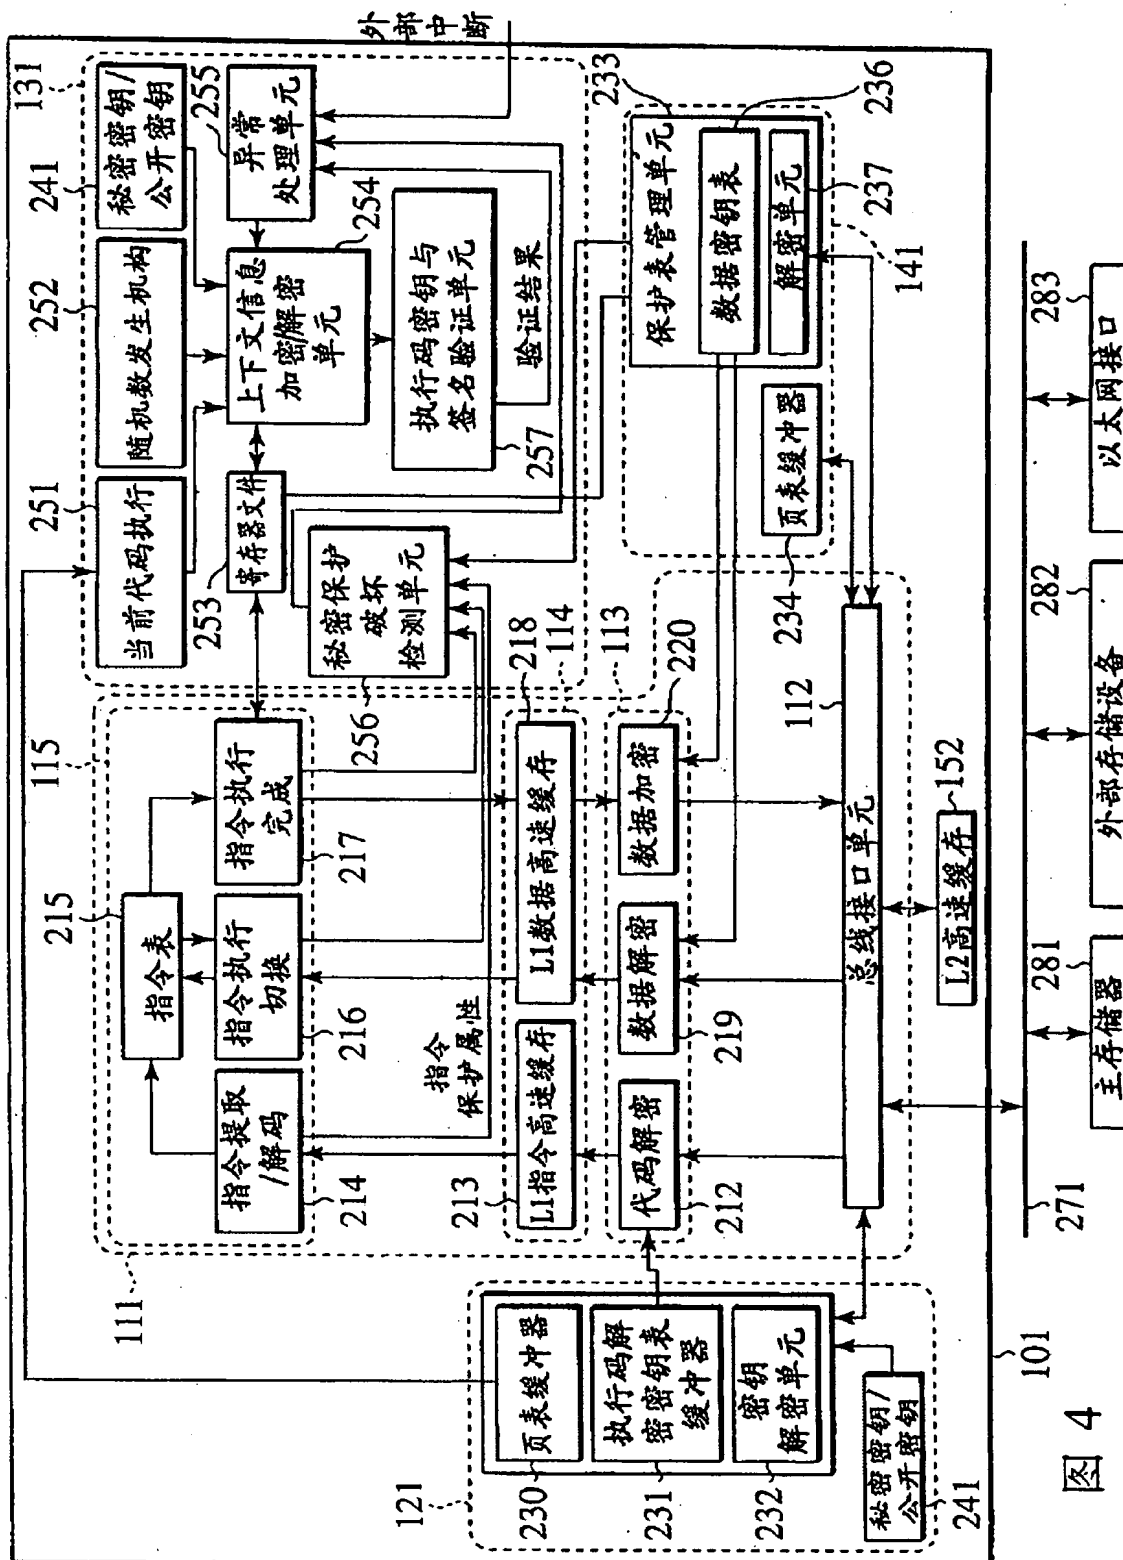 外部中断
131
241
秘密密钥/
公开密钥
255
异常
处理单元
252
随机数发生机构
254
上下文信息
加密/解密
单元
251
当前代码执行
253
寄存器文件
执行码密钥与
签名验证单元
257
验证结果
256
秘密保护
破坏
检测单元
233
保护表管理单元
236
数据密钥表
237
解密单元
141
234
页表缓冲器
115
215
指令表
217
指令执行
完成
216
指令执行
切换
214
指令提取
/解码
指令
保护属性
111
218
114
L1数据高速缓存
213
L1指令高速缓存
113
220
数据加密
219
数据解密
212
代码解密
112
总线接口单元
152
L2高速缓存
121
230
页表缓冲器
231
执行码解
密密钥表
缓冲器
232
密钥
解密单元
241
秘密密钥/
公开密钥
101
271
281
主存储器
282
外部存储设备
283
以太网接口
图 4